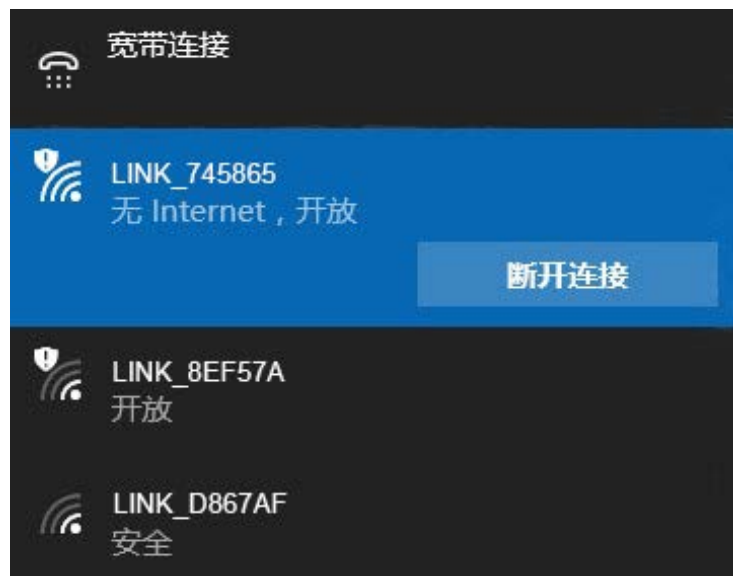 宽带连接
LINK_745865
无 Internet，开放
断开连接
LINK_8EF57A
开放
LINK_D867AF
安全